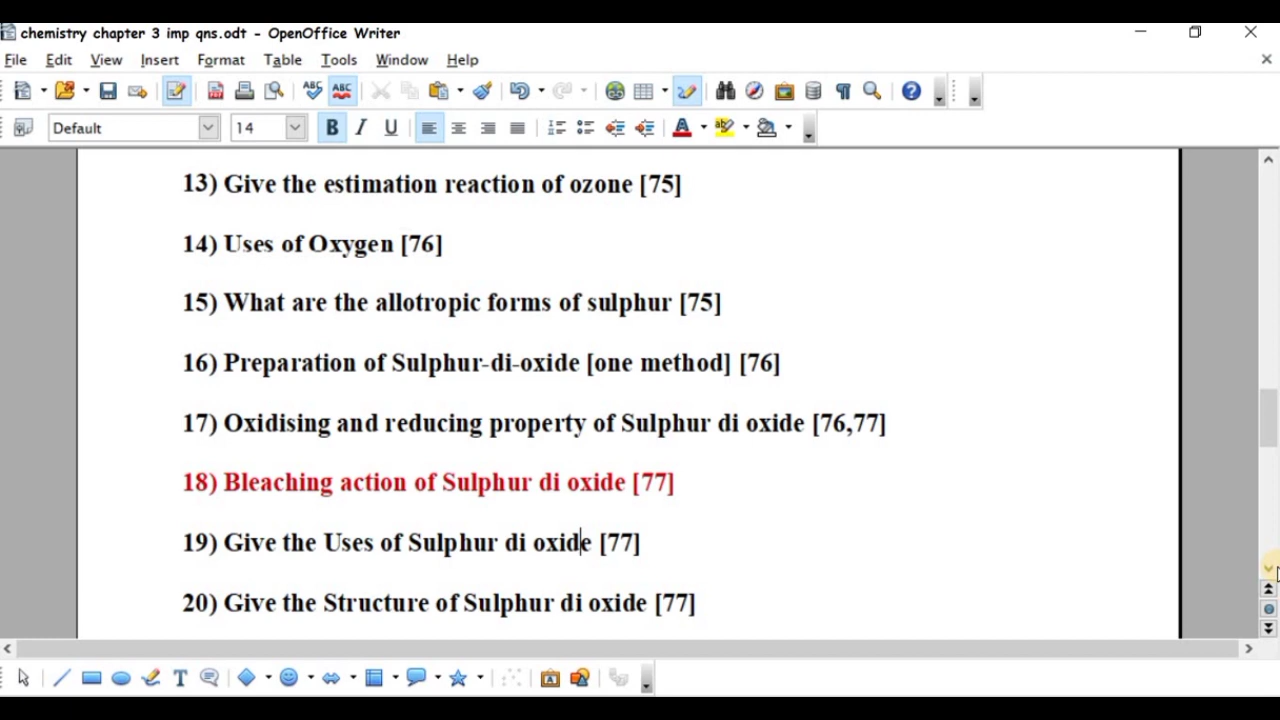 chemistry chapter 3 imp qns.odt - OpenOffice Writer
File Edit View Insert Format Table Tools Window Help
Default 14
13) Give the estimation reaction of ozone [75]
14) Uses of Oxygen [76]
15) What are the allotropic forms of sulphur [75]
16) Preparation of Sulphur-di-oxide [one method] [76]
17) Oxidising and reducing property of Sulphur di oxide [76,77]
18) Bleaching action of Sulphur di oxide [77]
19) Give the Uses of Sulphur di oxide [77]
20) Give the Structure of Sulphur di oxide [77]